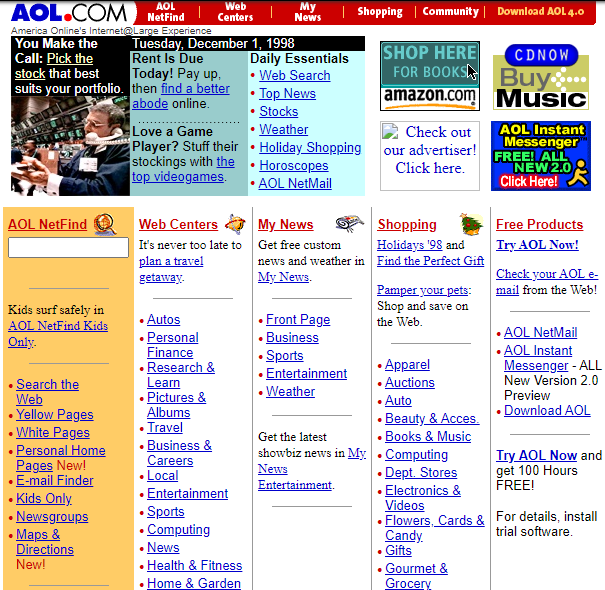 AOL.COM
America Online's Internet@Large Experience
AOL NetFind
Web Centers
My News
Shopping
Community
Download AOL 4.0
You Make the
Call: Pick the
stock that best
suits your portfolio.
Tuesday, December 1, 1998
Rent Is Due
Today! Pay up,
then find a better
abode online.
Love a Game
Player? Stuff their
stockings with the
top videogames.
Daily Essentials
• Web Search
• Top News
• Stocks
• Weather
• Holiday Shopping
• Horoscopes
• AOL NetMail
SHOP HERE
FOR BOOKS
amazon.com
CDNOW
Buy
Music
Check out
our advertiser!
Click here.
AOL Instant
Messenger
FREE! ALL
NEW 2.0
Click Here!
AOL NetFind
Kids surf safely in
AOL NetFind Kids
Only.
• Search the
Web
• Yellow Pages
• White Pages
• Personal Home
Pages New!
• E-mail Finder
• Kids Only
• Newsgroups
• Maps &
Directions
New!
Web Centers
It's never too late to
plan a travel
getaway.
• Autos
• Personal
Finance
• Research &
Learn
• Pictures &
Albums
• Travel
• Business &
Careers
• Local
• Entertainment
• Sports
• Computing
• News
• Health & Fitness
• Home & Garden
My News
Get free custom
news and weather in
My News.
• Front Page
• Business
• Sports
• Entertainment
• Weather
Get the latest
showbiz news in My
News
Entertainment.
Shopping
Holidays '98 and
Find the Perfect Gift
Pamper your pets:
Shop and save on
the Web.
• Apparel
• Auctions
• Auto
• Beauty & Acces.
• Books & Music
• Computing
• Dept. Stores
• Electronics &
Videos
• Flowers, Cards &
Candy
• Gifts
• Gourmet &
Grocery
Free Products
Try AOL Now!
Check your AOL e-
mail from the Web!
• AOL NetMail
• AOL Instant
Messenger - ALL
New Version 2.0
Preview
• Download AOL
Try AOL Now and
get 100 Hours
FREE!
For details, install
trial software.